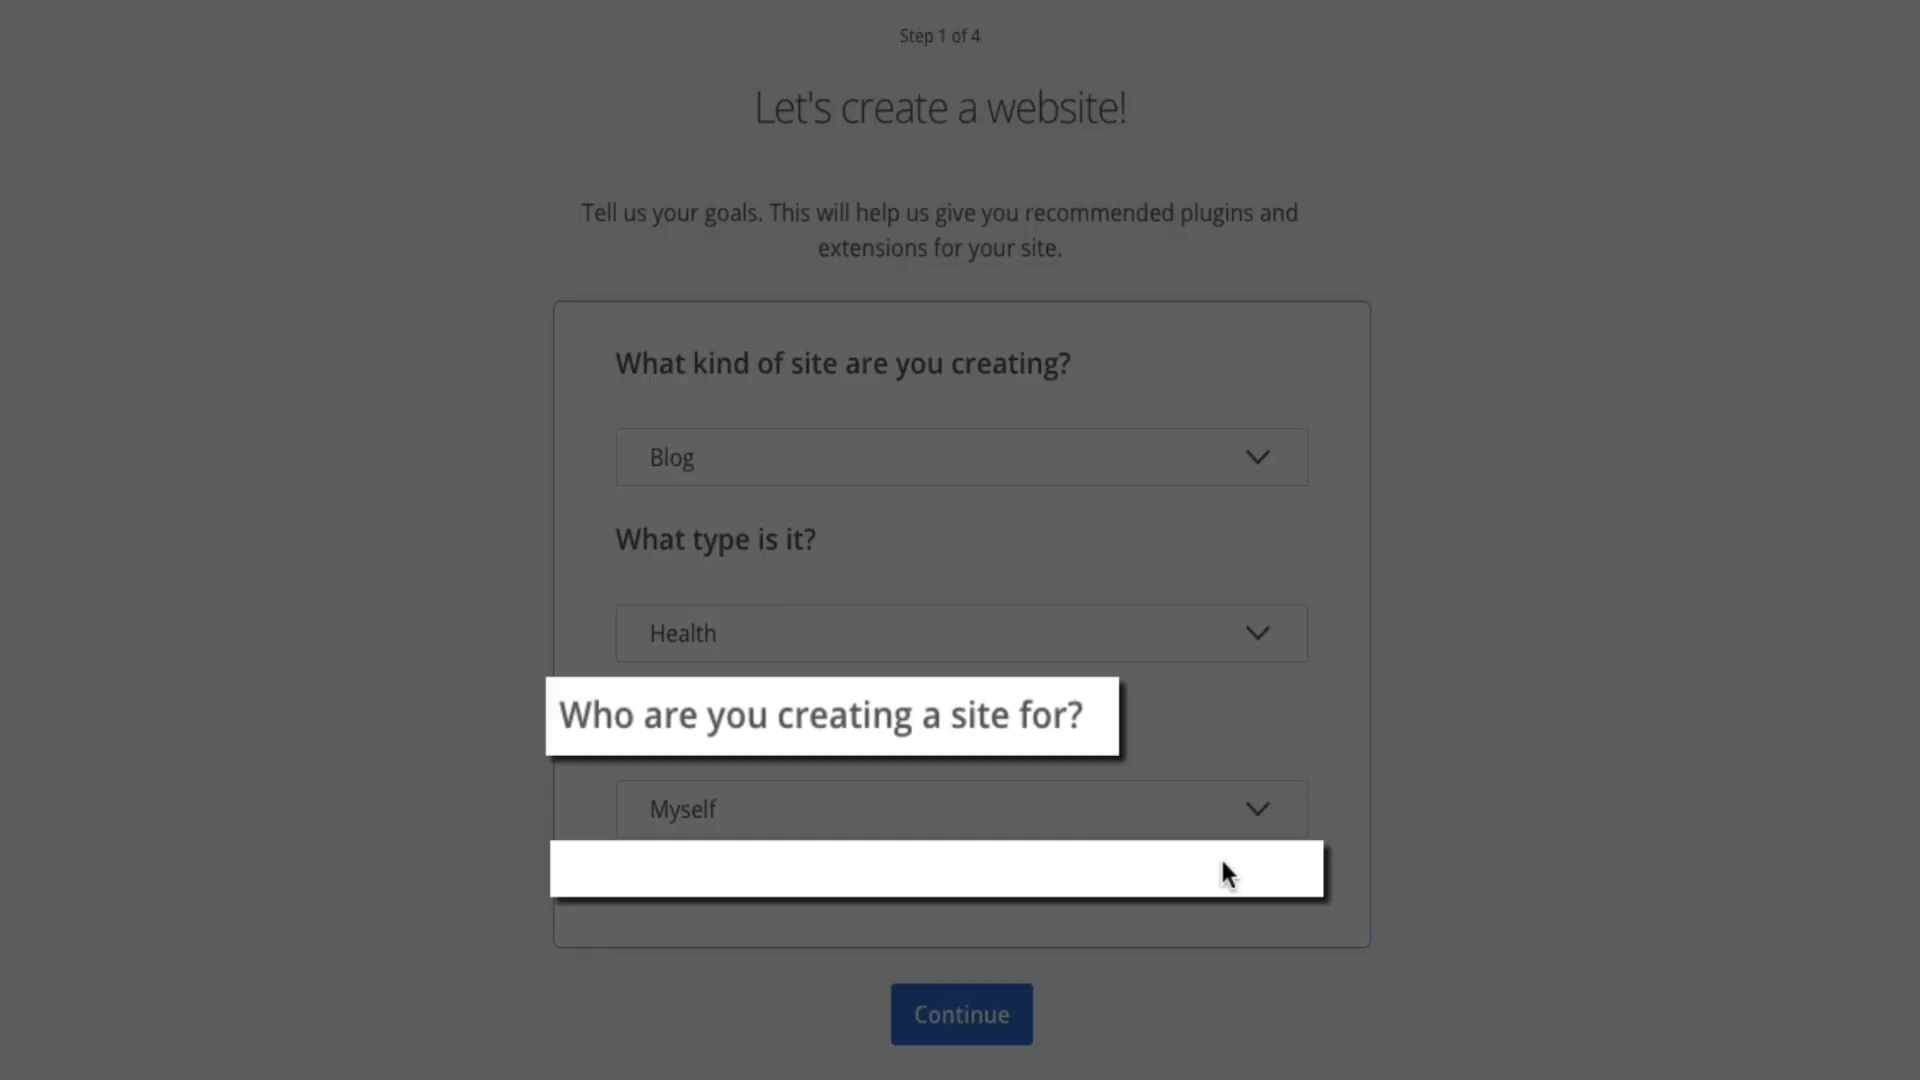 Step 1 of 4
Let's create a website!
Tell us your goals. This will help us give you recommended plugins and
extensions for your site.
What kind of site are you creating?
Blog
What type is it?
Health
Who are you creating a site for?
Myself
Continue